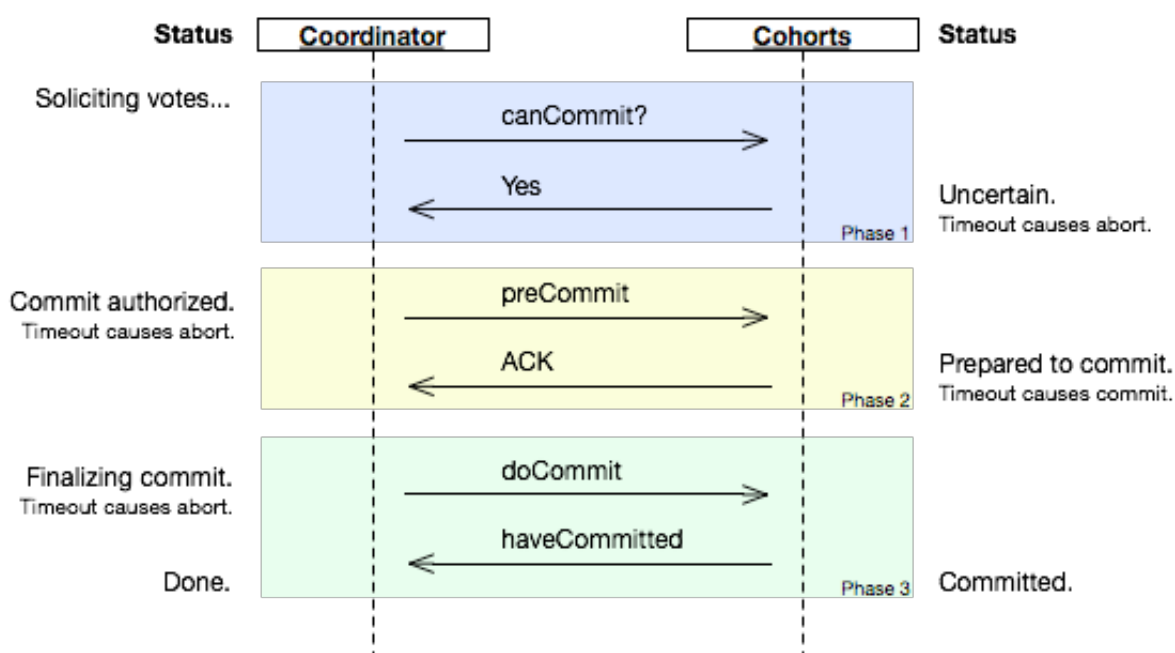 Status Coordinator Cohorts Status
Soliciting votes...
canCommit?
Yes
Uncertain.
Timeout causes abort.
Phase 1
preCommit
Commit authorized.
Timeout causes abort.
ACK
Prepared to commit.
Timeout causes commit.
Phase 2
doCommit
Finalizing commit.
Timeout causes abort.
haveCommitted
Done.
Phase 3
Committed.